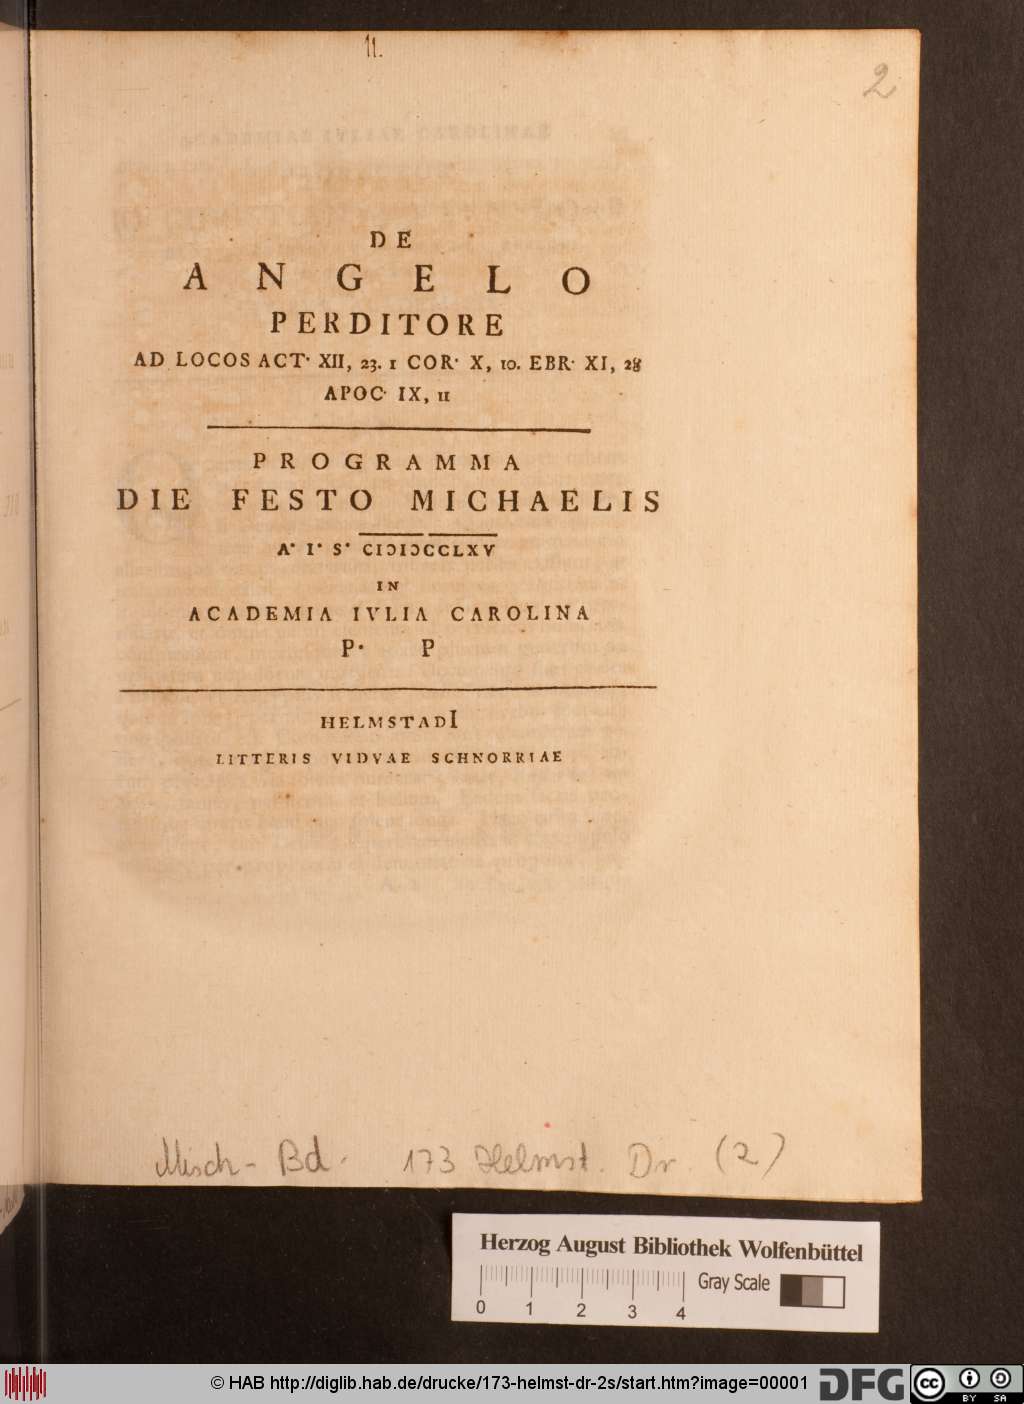 11.
2
DE
ANGELO
PERDITORE
AD LOCOS ACT· XII, 23. 1 COR· X, 10. EBR· XI, 28
APOC· IX, 11
PROGRAMMA
DIE FESTO MICHAELIS
A· I· S· CIↃIↃCCLXV
IN
ACADEMIA IVLIA CAROLINA
P· P
HELMSTADI
LITTERIS VIDVAE SCHNORRIAE
Misch-Bd. 173 Helmst. Dr. (2)
Herzog August Bibliothek Wolfenbüttel
Gray Scale
0 1 2 3 4
© HAB http://diglib.hab.de/drucke/173-helmst-dr-2s/start.htm?image=00001
DFG
cc BY SA